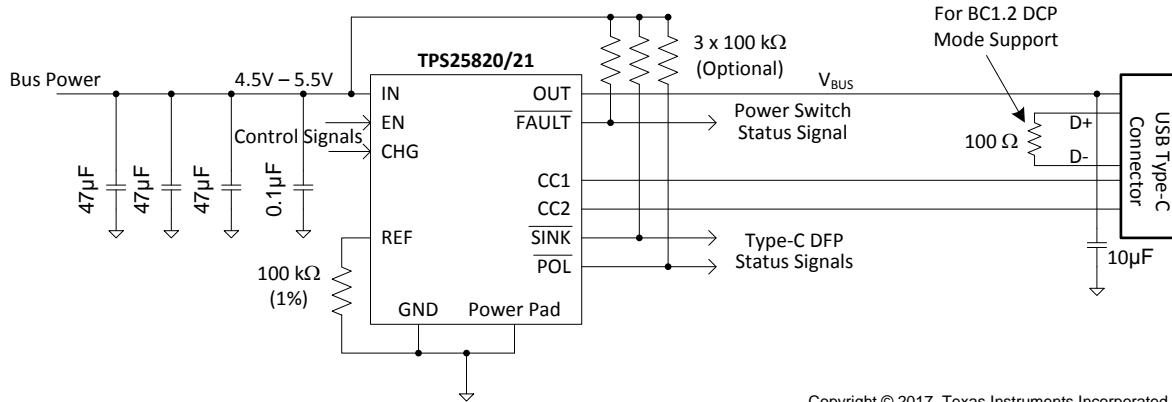 For BC1.2 DCP
Mode Support
3 x 100 kΩ
(Optional)
TPS25820/21
Bus Power
4.5V – 5.5V
IN
OUT
VBUS
EN
FAULT
Power Switch
Status Signal
Control Signals
CHG
D+
100 Ω
D-
USB Type-C
Connector
47µF
47µF
47µF
0.1µF
CC1
CC2
REF
SINK
Type-C DFP
Status Signals
POL
10µF
100 kΩ
(1%)
GND
Power Pad
Copyright © 2017, Texas Instruments Incorporated